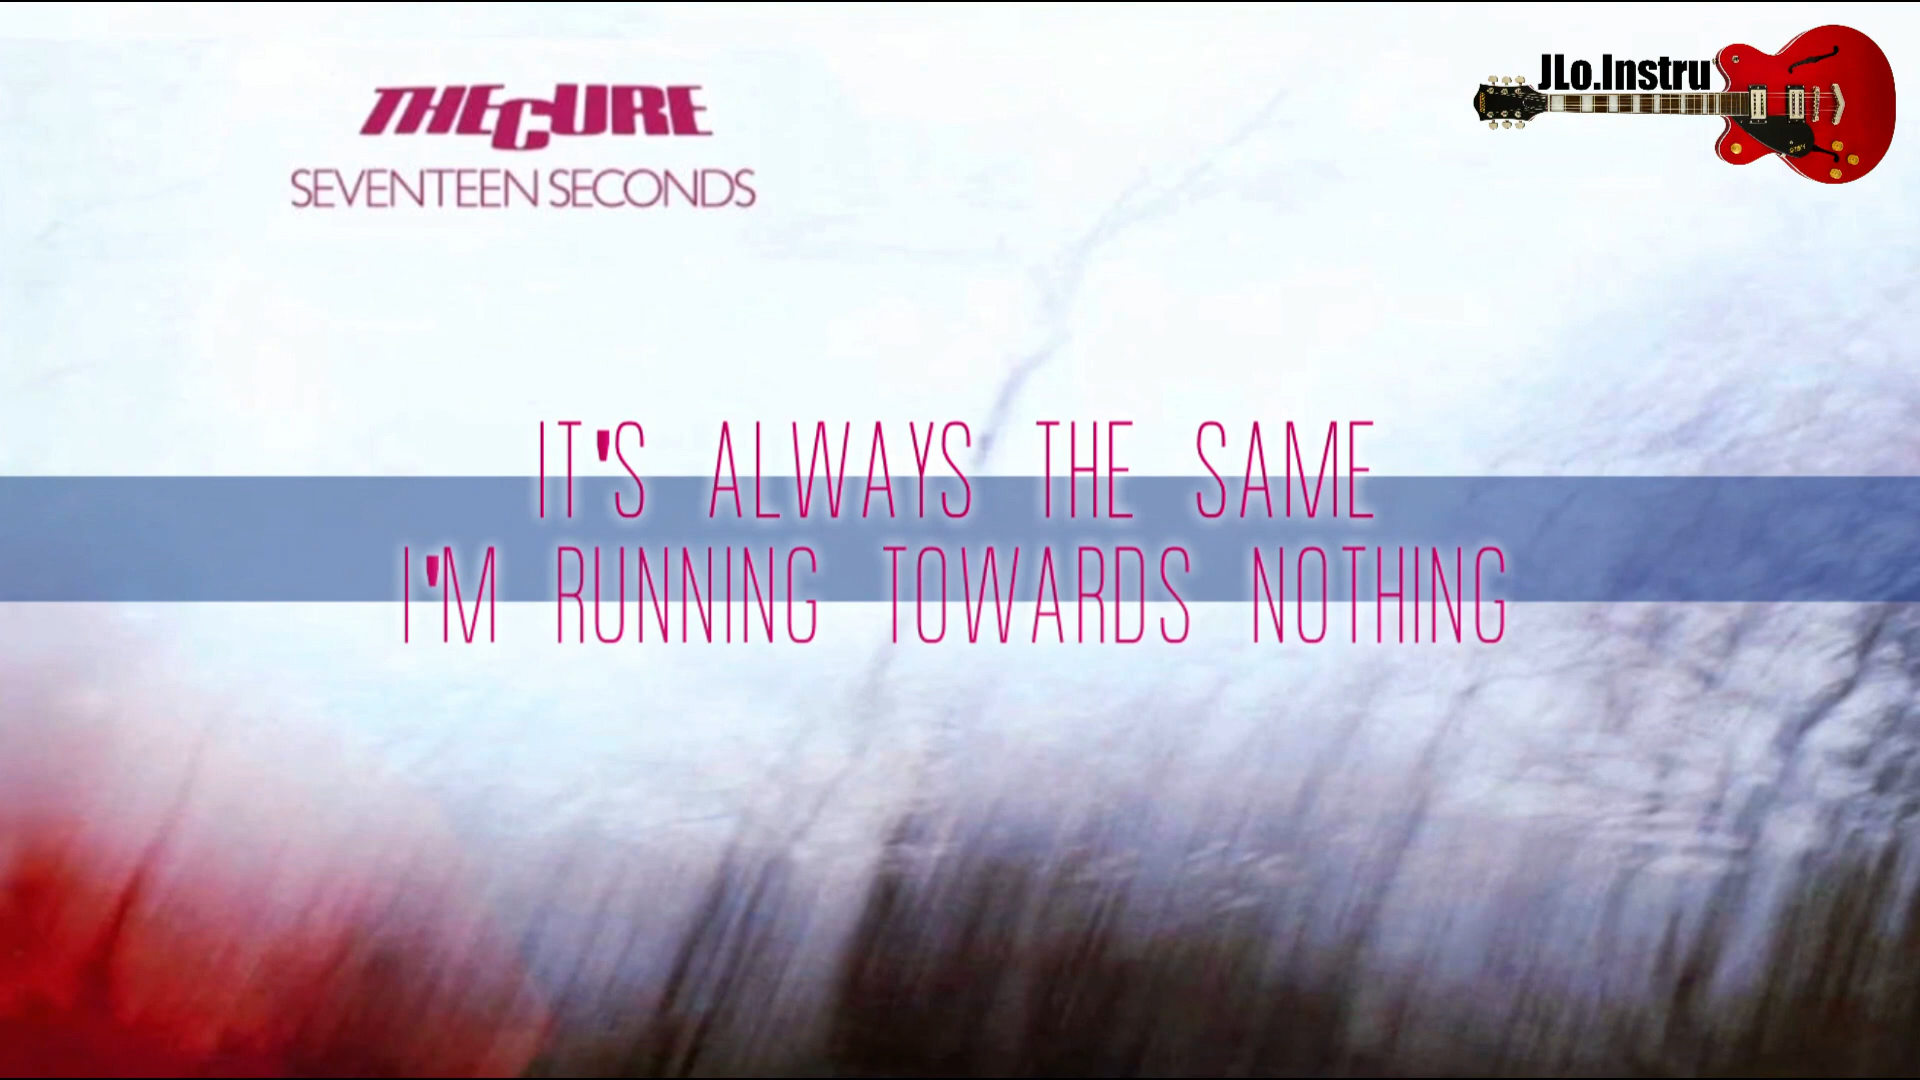 THE CURE
SEVENTEEN SECONDS
JLo.Instru
IT'S ALWAYS THE SAME
I'M RUNNING TOWARDS NOTHING